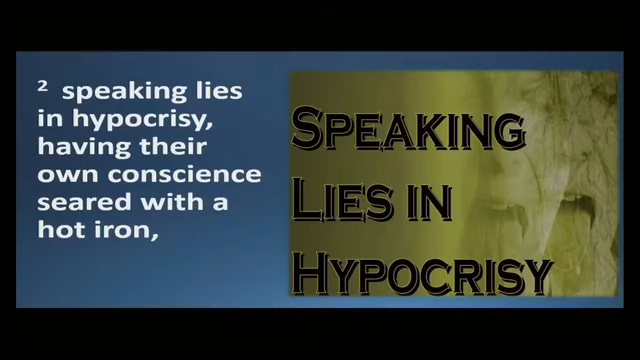 ² speaking lies
in hypocrisy,
having their
own conscience
seared with a
hot iron,
SPEAKING
LIES IN
HYPOCRISY